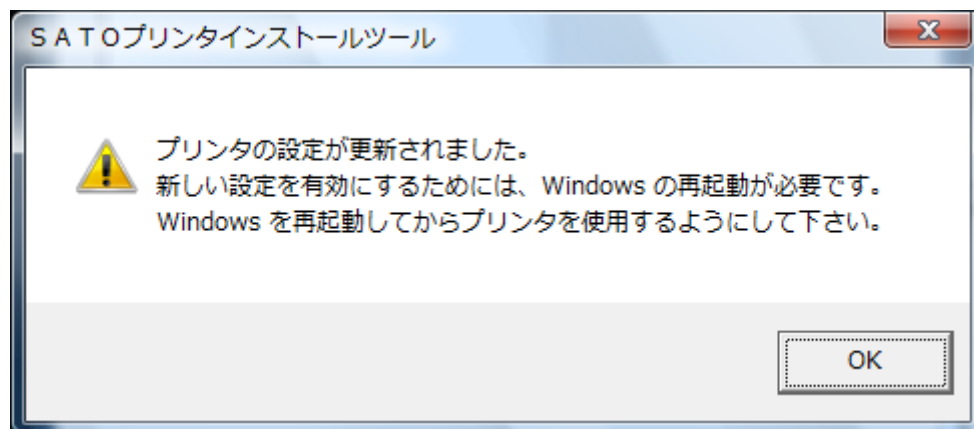 ＳＡＴＯプリンタインストールツール
プリンタの設定が更新されました。
新しい設定を有効にするためには、Windows の再起動が必要です。
Windows を再起動してからプリンタを使用するようにして下さい。
OK